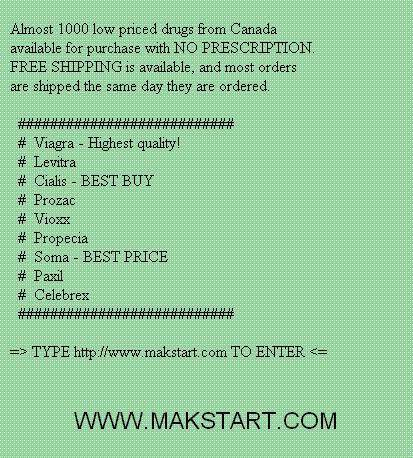 Almost 1000 low priced drugs from Canada
available for purchase with NO PRESCRIPTION.
FREE SHIPPING is available, and most orders
are shipped the same day they are ordered.
###########################
# Viagra - Highest quality!
# Levitra
# Cialis - BEST BUY
# Prozac
# Vioxx
# Propecia
# Soma - BEST PRICE
# Paxil
# Celebrex
###########################
=> TYPE http://www.makstart.com TO ENTER <=
WWW.MAKSTART.COM